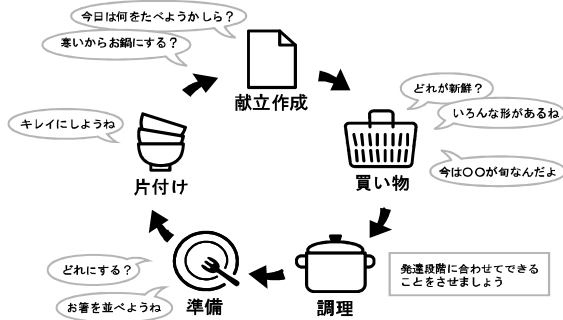 今日は何をたべようかしら？
寒いからお鍋にする？
献立作成
どれが新鮮？
いろんな形があるね
今は〇〇が旬なんだよ
買い物
調理
発達段階に合わせてできる
ことをさせましょう
準備
どれにする？
お箸を並べようね
片付け
キレイにしようね